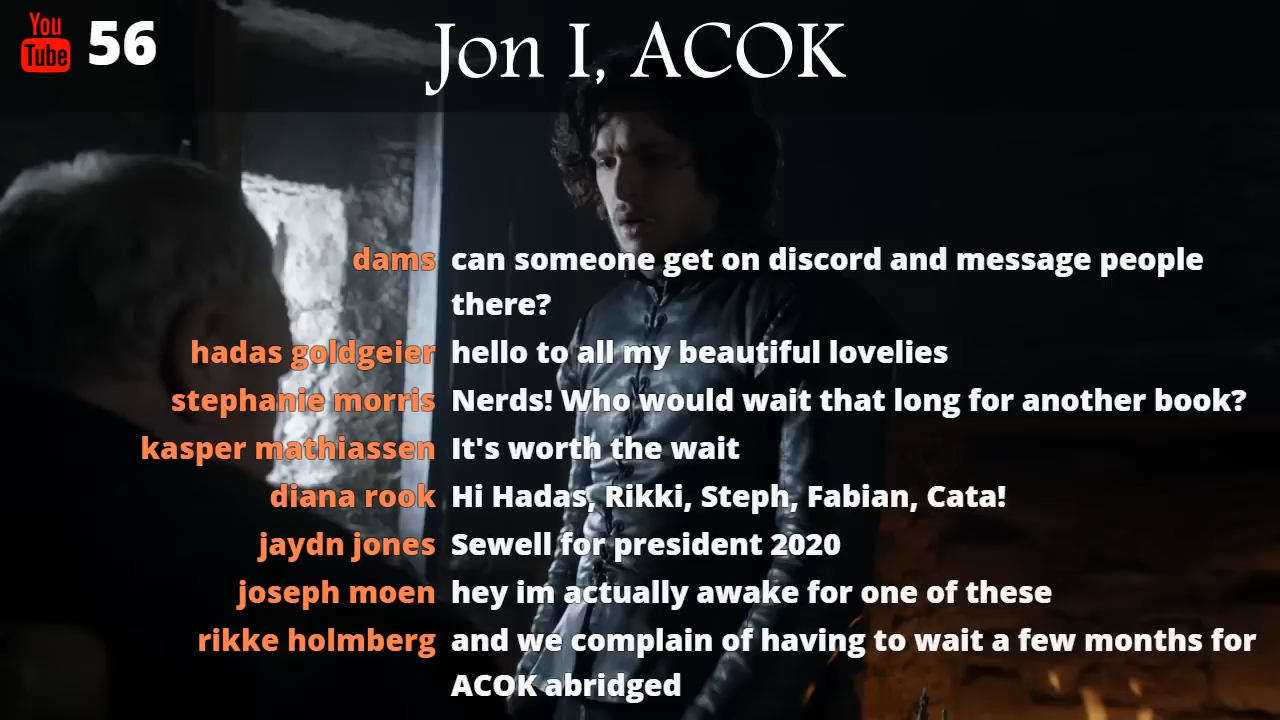 You Tube 56
Jon I, ACOK
dams can someone get on discord and message people
there?
hadas goldgeier hello to all my beautiful lovelies
stephanie morris Nerds! Who would wait that long for another book?
kasper mathiassen It's worth the wait
diana rook Hi Hadas, Rikki, Steph, Fabian, Cata!
jaydn jones Sewell for president 2020
joseph moen hey im actually awake for one of these
rikke holmberg and we complain of having to wait a few months for
ACOK abridged